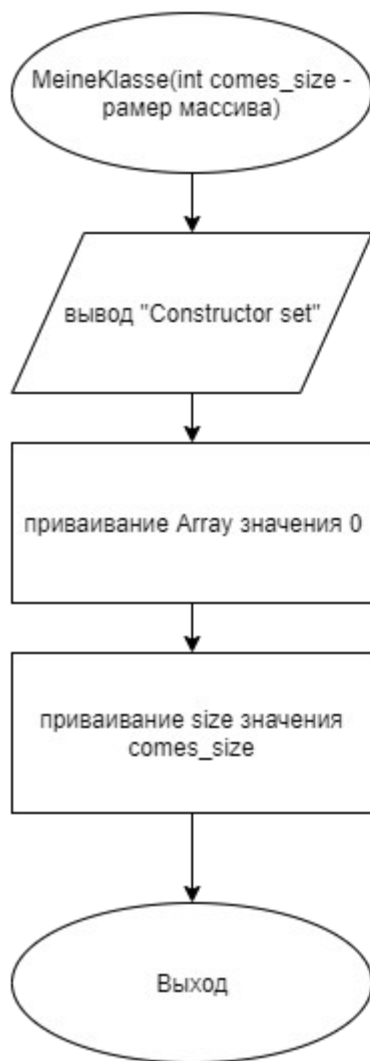 MeineKlasse(int comes_size -
рамер массива)
вывод "Constructor set"
приваивание Array значения 0
приваивание size значения
comes_size
Выход